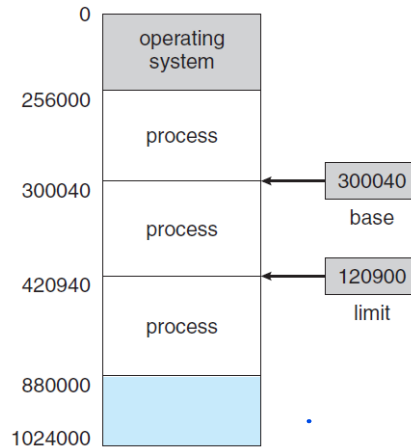 0
operating
system
256000
process
300040
300040
base
process
420940
120900
limit
process
880000
1024000